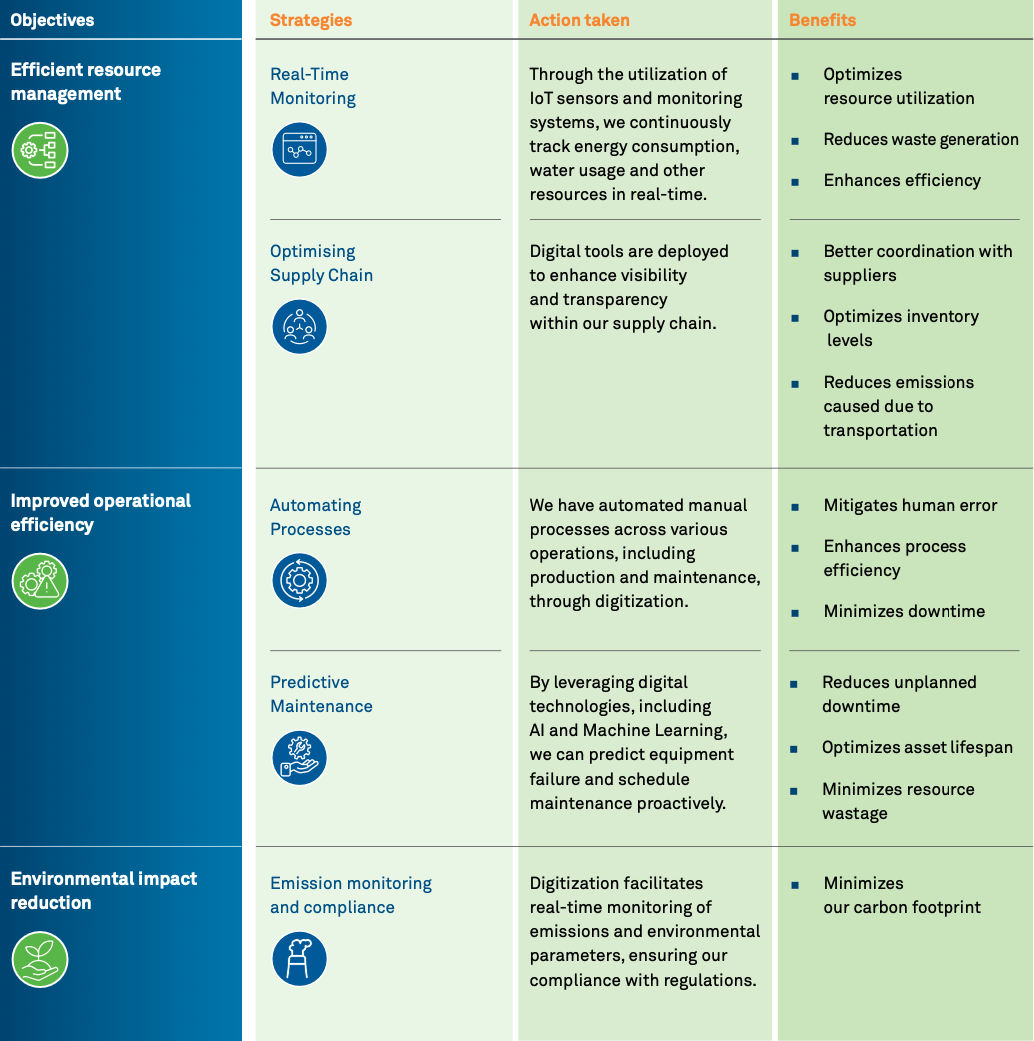 Objectives
Strategies
Action taken
Benefits
Efficient resource
management
Real-Time
Monitoring
Through the utilization of
IoT sensors and monitoring
systems, we continuously
track energy consumption,
water usage and other
resources in real-time.
Optimizes
resource utilization
Reduces waste generation
Enhances efficiency
Optimising
Supply Chain
Digital tools are deployed
to enhance visibility
and transparency
within our supply chain.
Better coordination with
suppliers
Optimizes inventory
levels
Reduces emissions
caused due to
transportation
Improved operational
efficiency
Automating
Processes
We have automated manual
processes across various
operations, including
production and maintenance,
through digitization.
Mitigates human error
Enhances process
efficiency
Minimizes downtime
Predictive
Maintenance
By leveraging digital
technologies, including
AI and Machine Learning,
we can predict equipment
failure and schedule
maintenance proactively.
Reduces unplanned
downtime
Optimizes asset lifespan
Minimizes resource
wastage
Environmental impact
reduction
Emission monitoring
and compliance
Digitization facilitates
real-time monitoring of
emissions and environmental
parameters, ensuring our
compliance with regulations.
Minimizes
our carbon footprint